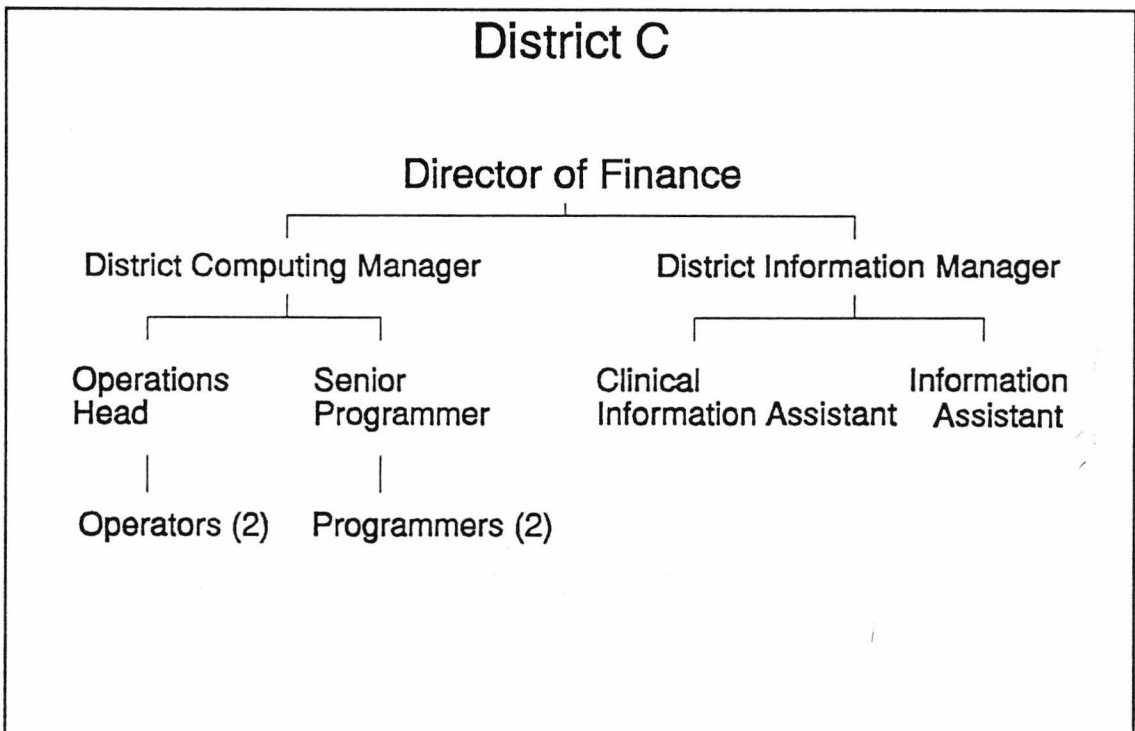 District C
Director of Finance
District Computing Manager
District Information Manager
Operations
Head
Senior
Programmer
Clinical
Information Assistant
Information
Assistant
Operators (2)
Programmers (2)